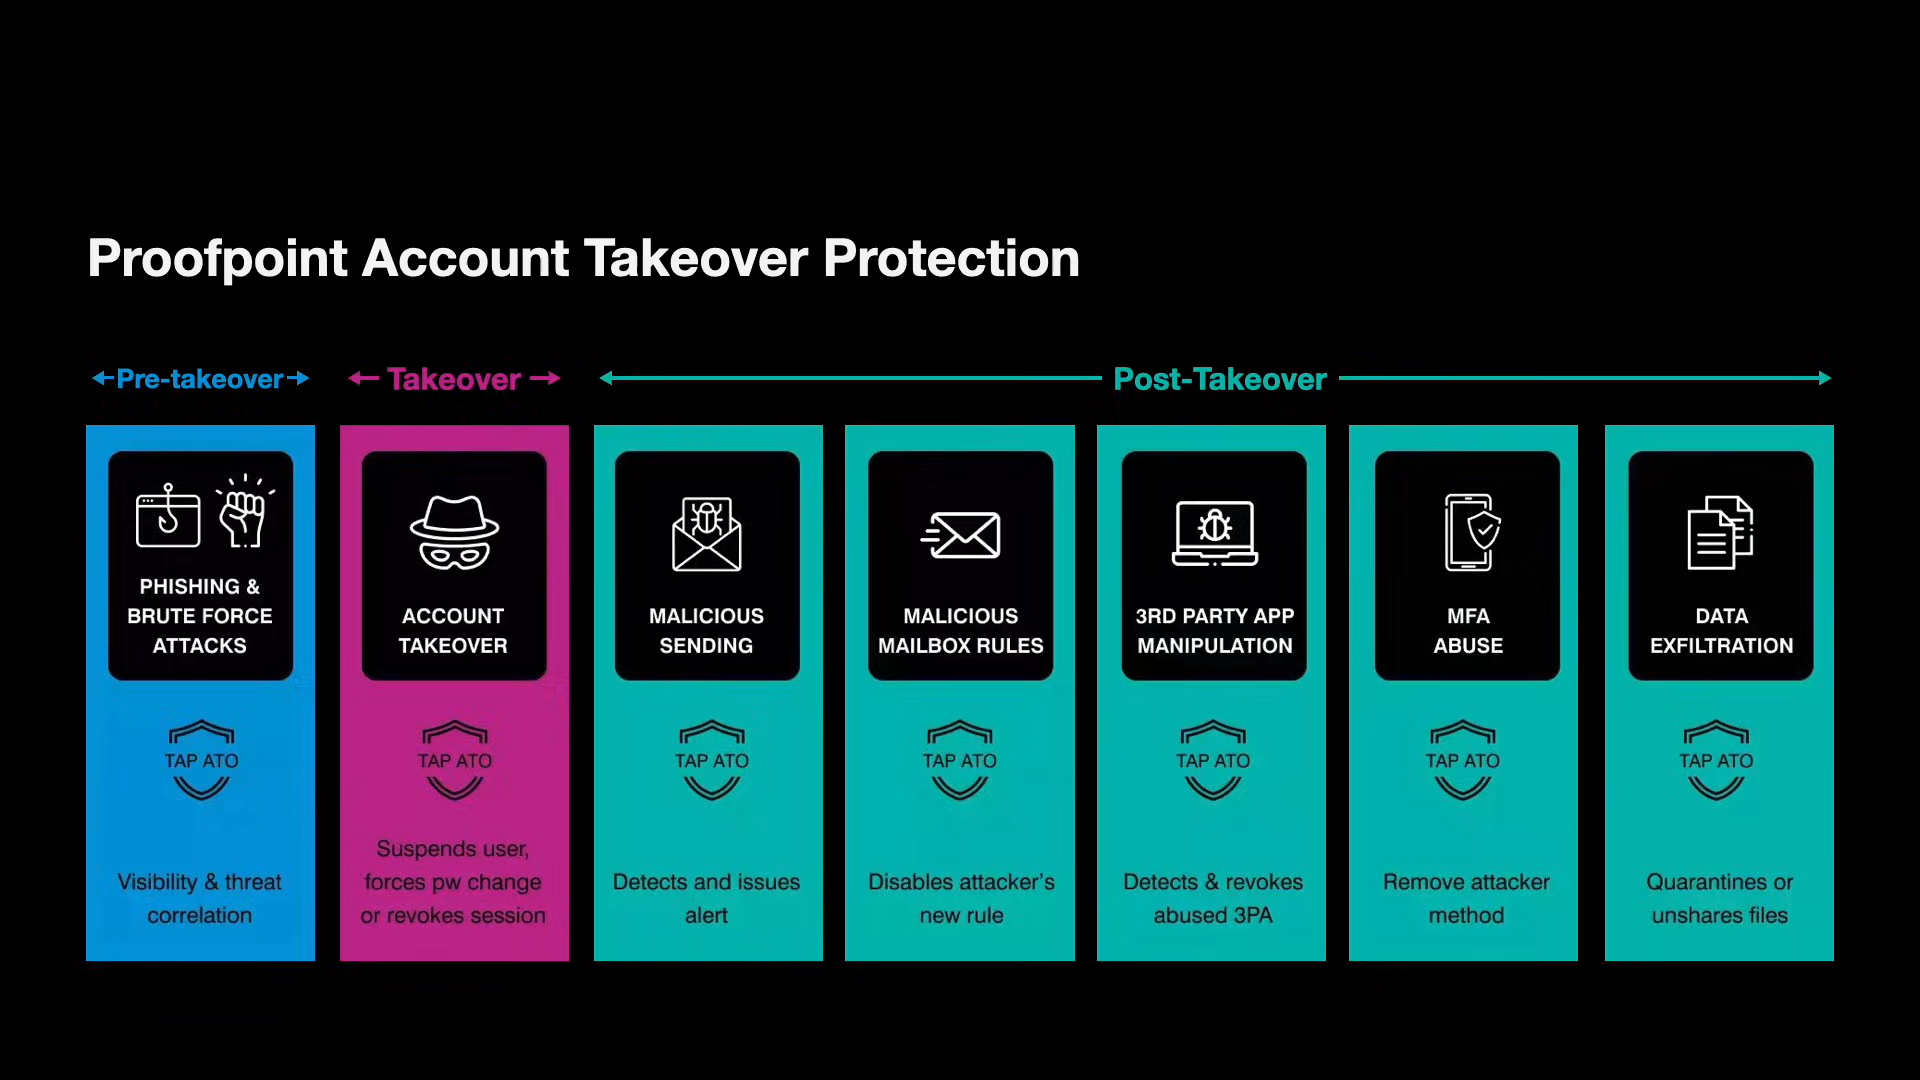 Proofpoint Account Takeover Protection
Pre-takeover
Takeover
Post-Takeover
PHISHING &
BRUTE FORCE
ATTACKS
TAP ATO
Visibility & threat
correlation
ACCOUNT
TAKEOVER
TAP ATO
Suspends user,
forces pw change
or revokes session
MALICIOUS
SENDING
TAP ATO
Detects and issues
alert
MALICIOUS
MAILBOX RULES
TAP ATO
Disables attacker's
new rule
3RD PARTY APP
MANIPULATION
TAP ATO
Detects & revokes
abused 3PA
MFA
ABUSE
TAP ATO
Remove attacker
method
DATA
EXFILTRATION
TAP ATO
Quarantines or
unshares files